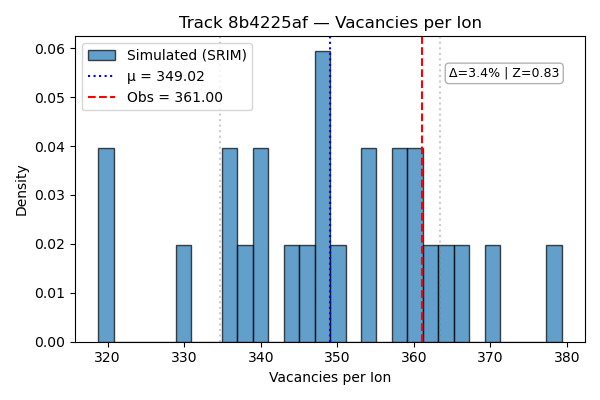 Track 8b4225af — Vacancies per Ion
Simulated (SRIM)
μ = 349.02
Obs = 361.00
Δ=3.4% | Z=0.83
0.06
0.05
0.04
0.03
0.02
0.01
0.00
Density
320 330 340 350 360 370 380
Vacancies per Ion